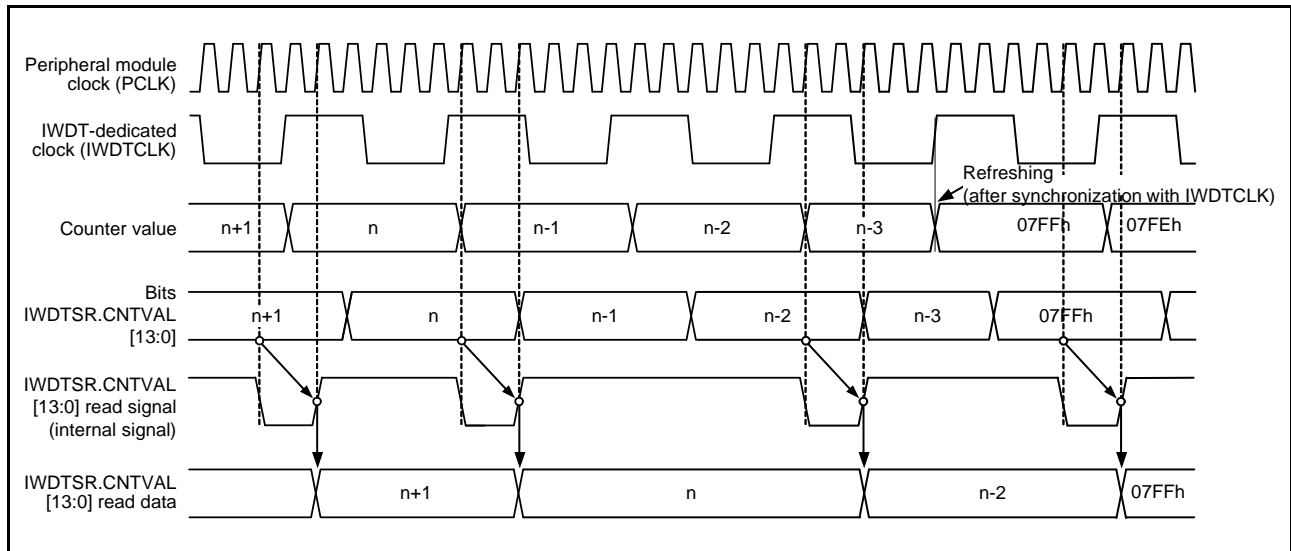 Peripheral module
clock (PCLK)
IWDT-dedicated
clock (IWDTCLK)
Refreshing
(after synchronization with IWDTCLK)
Counter value
n+1
n
n-1
n-2
n-3
07FFh
07FEh
Bits
IWDTSR.CNTVAL
[13:0]
n+1
n
n-1
n-2
n-3
07FFh
IWDTSR.CNTVAL
[13:0] read signal
(internal signal)
IWDTSR.CNTVAL
[13:0] read data
n+1
n
n-2
07FFh